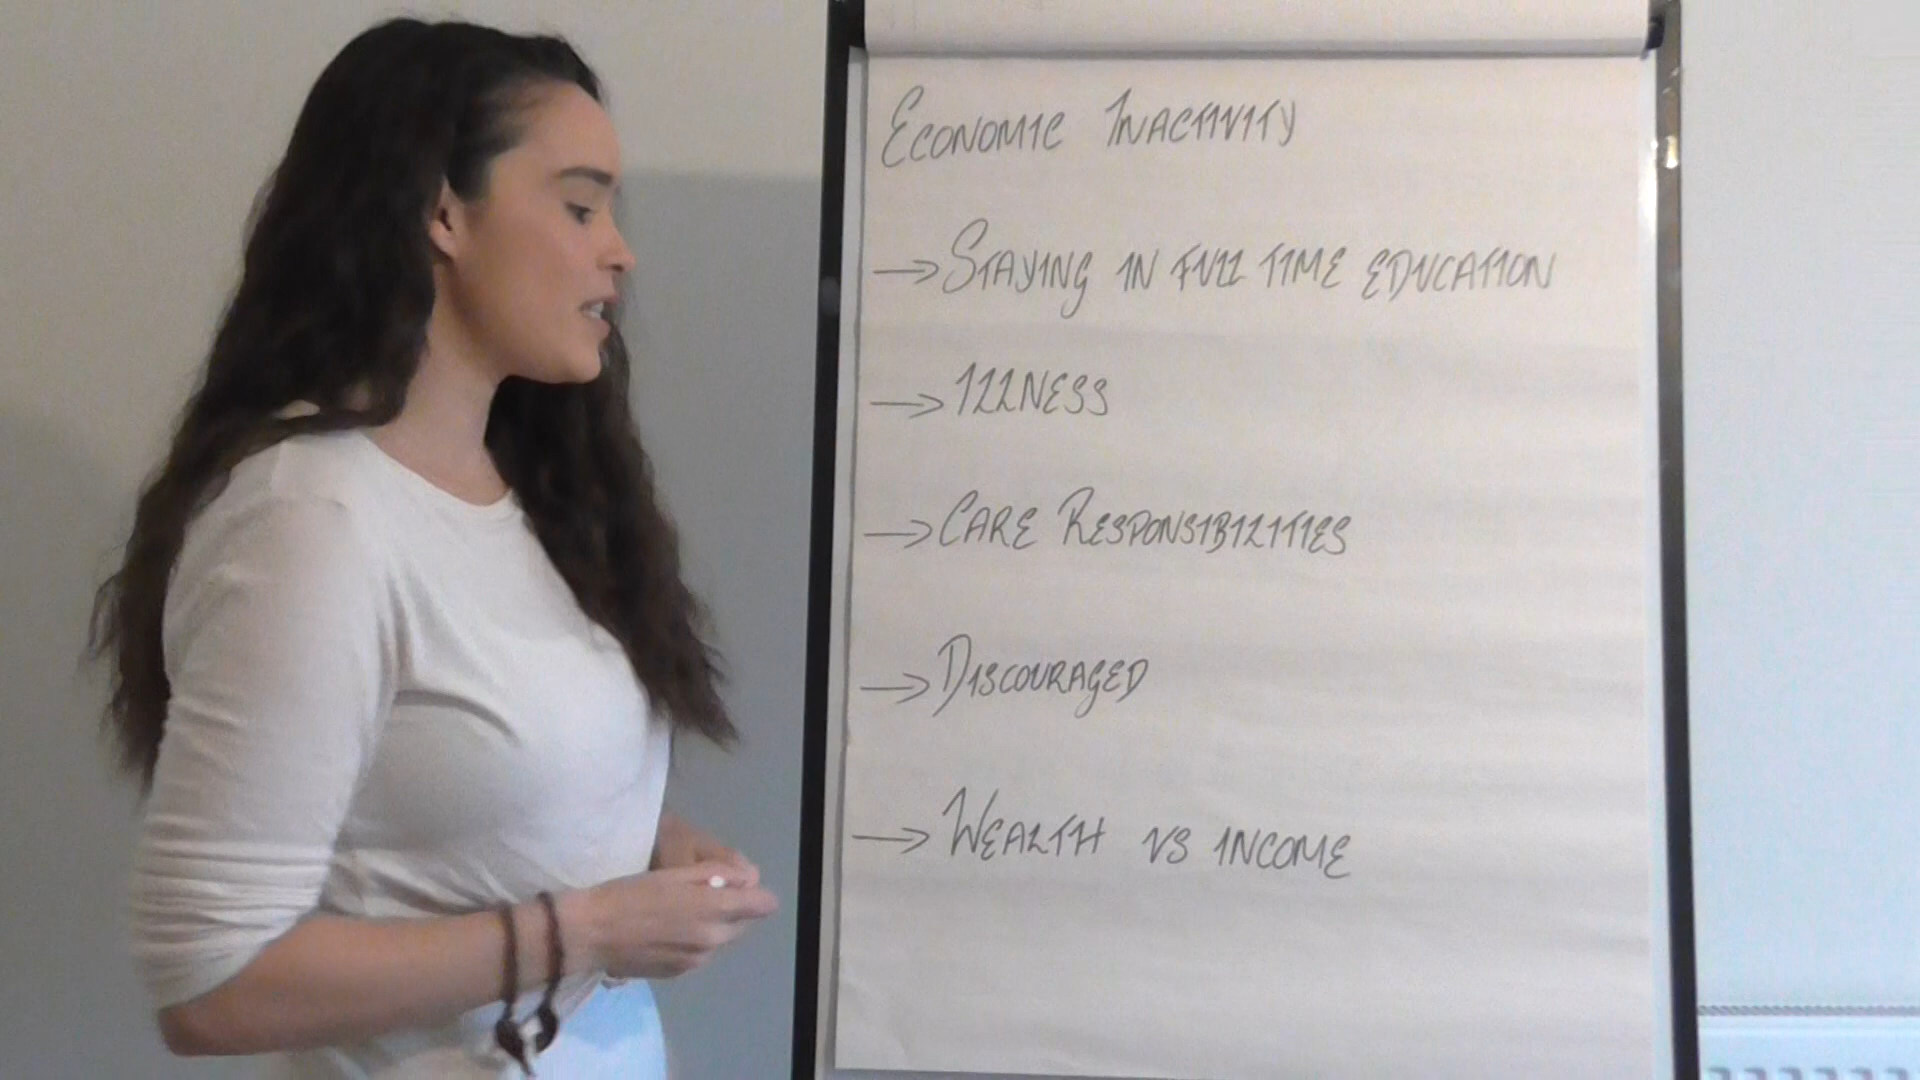 Economic Inactivity
→ Staying in full time education
→ Illness
→ Care Responsibilities
→ Discouraged
→ Wealth vs income